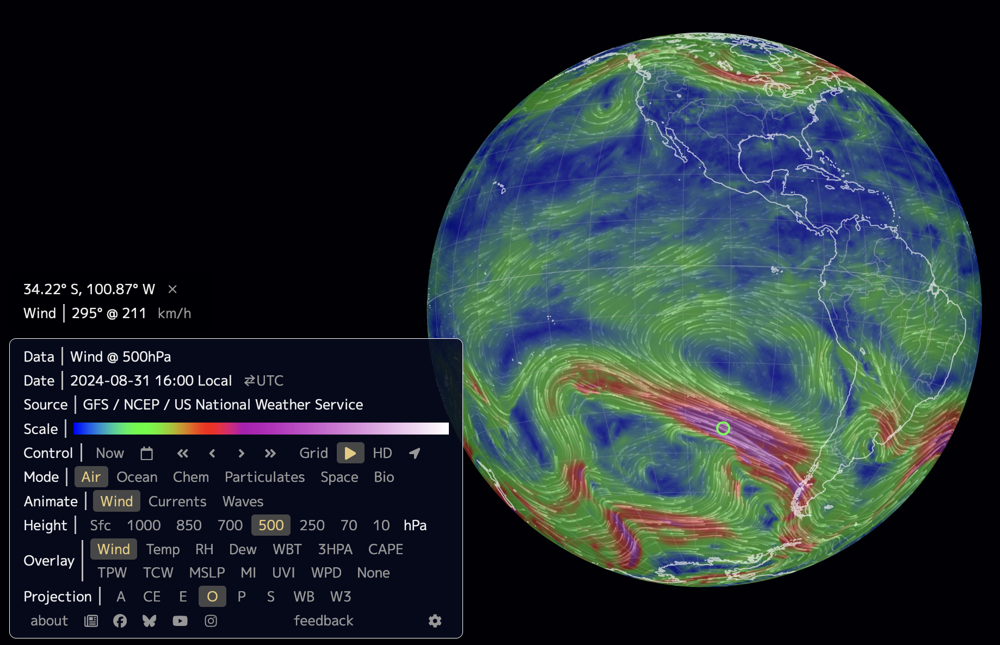 34.22° S, 100.87° W ×
Wind | 295° @ 211 km/h
Data | Wind @ 500hPa
Date | 2024-08-31 16:00 Local ⇄UTC
Source | GFS / NCEP / US National Weather Service
Scale |
Control | Now « ‹ › » Grid HD
Mode | Air Ocean Chem Particulates Space Bio
Animate | Wind Currents Waves
Height | Sfc 1000 850 700 500 250 70 10 hPa
Overlay | Wind Temp RH Dew WBT 3HPA CAPE
TPW TCW MSLP MI UVI WPD None
Projection | A CE E O P S WB W3
about feedback